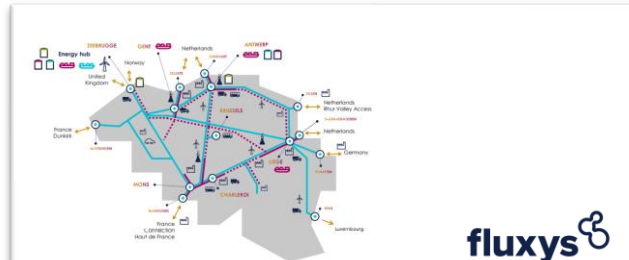 ZEEBRUGGE
GENT
Netherlands
ANTWERP
Energy hub
Norway
United
Kingdom
BRUSSELS
Netherlands
Rhur Valley Access
Netherlands
France
Dunkirk
Germany
LIEGE
MONS
CHARLEROI
France
Connection
Haut de France
Luxembourg
fluxys